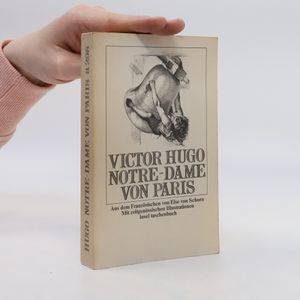 VICTOR HUGO
NOTRE-DAME
VON PARIS
Aus dem Französischen von Else von Schorn
Mit zeitgenössischen Illustrationen
insel taschenbuch
HUGO NOTRE-DAME VON PARIS